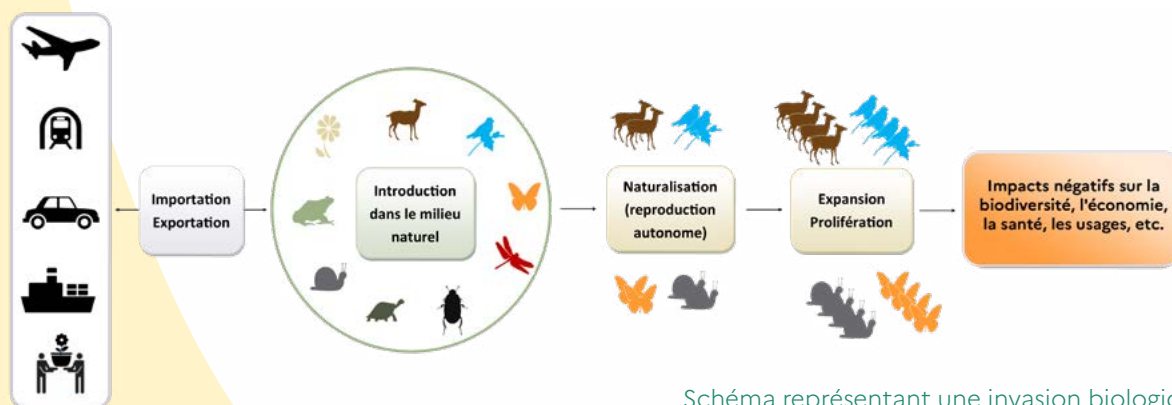 Importation
Exportation
Introduction
dans le milieu
naturel
Naturalisation
(reproduction
autonome)
Expansion
Prolifération
Impacts négatifs sur la
biodiversité, l'économie,
la santé, les usages, etc.
Schéma représentant une invasion